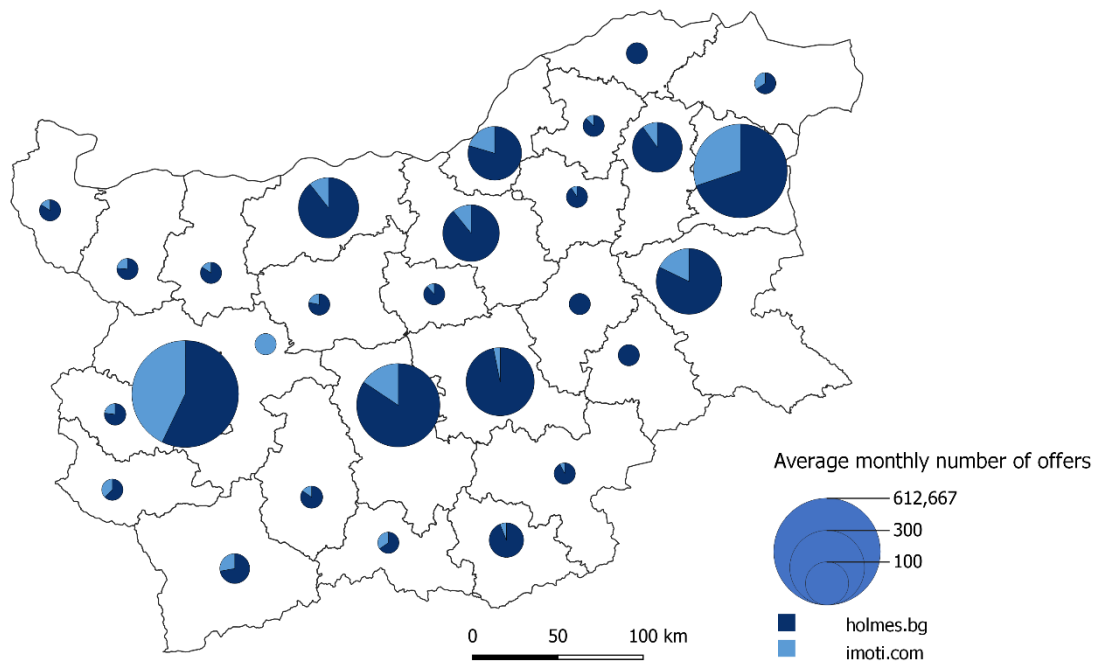 Average monthly number of offers
612,667
300
100
holmes.bg
imoti.com
0 50 100 km